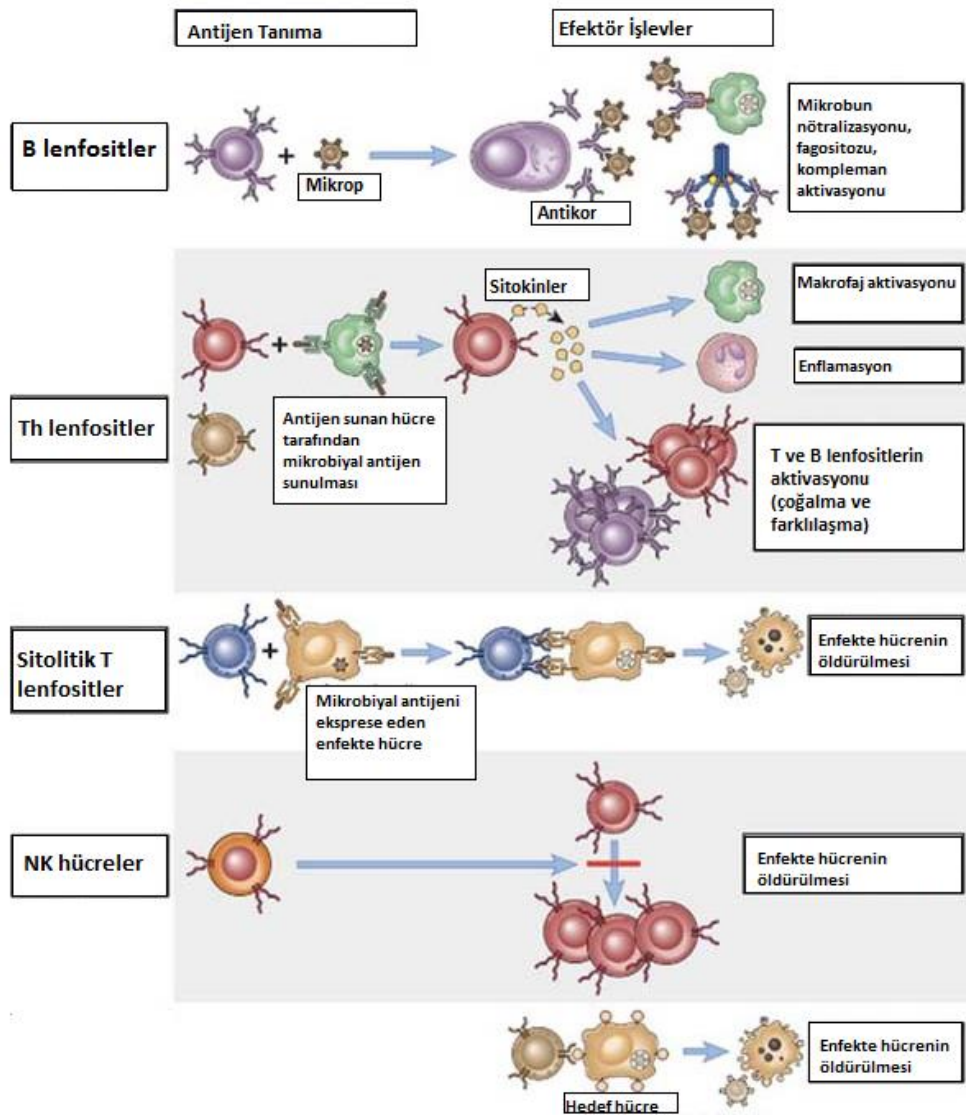 Antijen Tanıma
Efektör İşlevler
B lenfositler
Mikrop
Antikor
Mikrobun
nötralizasyonu,
fagositozu,
kompleman
aktivasyonu
Th lenfositler
Antijen sunan hücre
tarafından
mikrobiyal antijen
sunulması
Sitokinler
Makrofaj aktivasyonu
Enflamasyon
T ve B lenfositlerin
aktivasyonu
(çoğalma ve
farklılaşma)
Sitolitik T
lenfositler
Mikrobiyal antijeni
eksprese eden
enfekte hücre
Enfekte hücrenin
öldürülmesi
NK hücreler
Enfekte hücrenin
öldürülmesi
Hedef hücre
Enfekte hücrenin
öldürülmesi